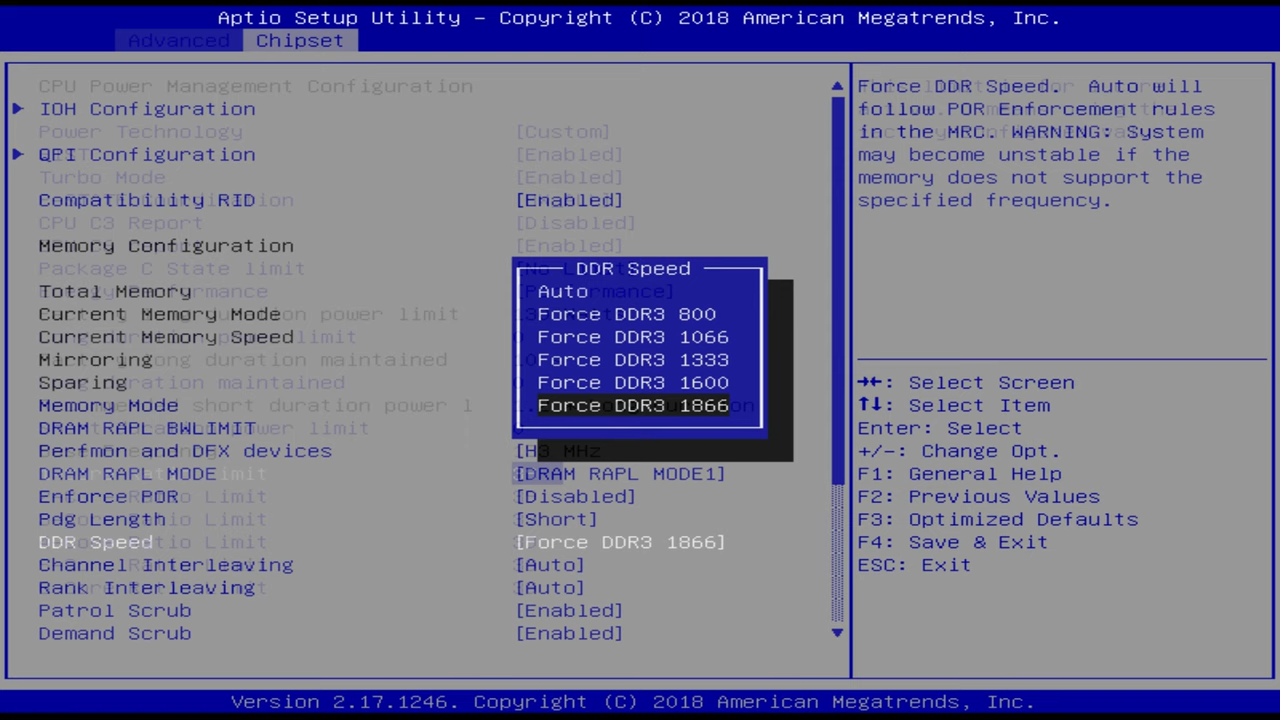 Aptio Setup Utility – Copyright (C) 2018 American Megatrends, Inc.
Advanced Chipset
CPU Power Management Configuration
IOH Configuration
Power Technology [Custom]
QPI Configuration [Enabled]
Turbo Mode [Enabled]
Compatibility RID [Enabled]
CPU C3 Report [Disabled]
Memory Configuration [Enabled]
Package C State limit
Total Memory
Current Memory Mode
Current Memory Speed
Mirroring
Sparing
Memory Mode
DRAM RAPL BWLIMIT
Perfmon and DFX devices
DRAM RAPL MODE [DRAM RAPL MODE1]
Enforce POR [Disabled]
Pdg Length [Short]
DDR Speed [Force DDR3 1866]
Channel Interleaving [Auto]
Rank Interleaving [Auto]
Patrol Scrub [Enabled]
Demand Scrub [Enabled]
DDR Speed
Auto
Force DDR3 800
Force DDR3 1066
Force DDR3 1333
Force DDR3 1600
Force DDR3 1866
Force DDR Speed. Auto will
follow POR Enforcement rules
in the MRC. WARNING: System
may become unstable if the
memory does not support the
specified frequency.
→←: Select Screen
↑↓: Select Item
Enter: Select
+/-: Change Opt.
F1: General Help
F2: Previous Values
F3: Optimized Defaults
F4: Save & Exit
ESC: Exit
Version 2.17.1246. Copyright (C) 2018 American Megatrends, Inc.